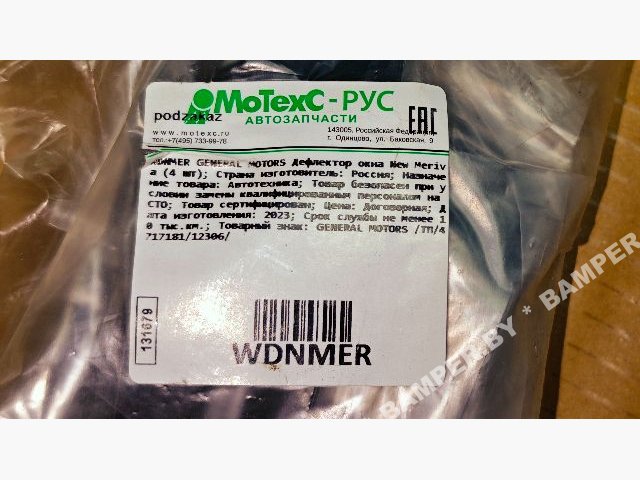 МоТехС-РУС
АВТОЗАПЧАСТИ
podzakaz
EAC
www.motexc.ru
тел.:+7(495) 733-99-78
143005, Российская Федерация,
г. Одинцово, ул. Баковская, 9
WDNMER GENERAL MOTORS Дефлектор окна New Meriv
a (4 шт); Страна изготовитель: Россия; Назначе
ние товара: Автотехника; Товар безопасен при у
словии замены квалифицированным персоналом на
СТО; Товар сертифицирован; Цена: Договорная; Д
ата изготовления: 2023; Срок службы не менее 1
0 тыс.км.; Товарный знак: GENERAL MOTORS /ТП/4
717181/12306/
131679
WDNMER
BAMPER.BY * BAMPER